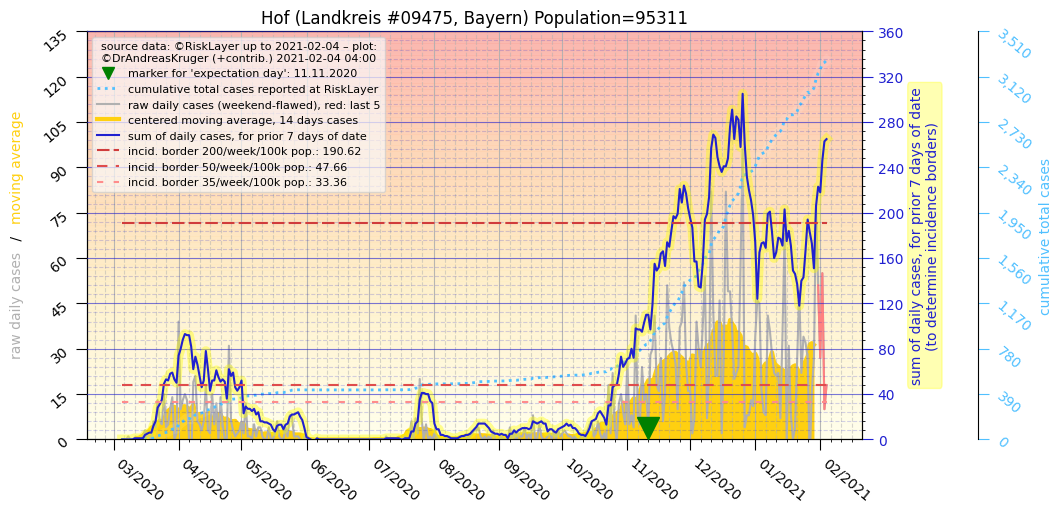 Hof (Landkreis #09475, Bayern) Population=95311
source data: ©RiskLayer up to 2021-02-04 – plot:
©DrAndreasKruger (+contrib.) 2021-02-04 04:00
marker for 'expectation day': 11.11.2020
cumulative total cases reported at RiskLayer
raw daily cases (weekend-flawed), red: last 5
centered moving average, 14 days cases
sum of daily cases, for prior 7 days of date
incid. border 200/week/100k pop.: 190.62
incid. border 50/week/100k pop.: 47.66
incid. border 35/week/100k pop.: 33.36
raw daily cases / moving average
135
120
105
90
75
60
45
30
15
0
03/2020
04/2020
05/2020
06/2020
07/2020
08/2020
09/2020
10/2020
11/2020
12/2020
01/2021
02/2021
360
320
280
240
200
160
120
80
40
0
sum of daily cases, for prior 7 days of date
(to determine incidence borders)
3,510
3,120
2,730
2,340
1,950
1,560
1,170
780
390
0
cumulative total cases